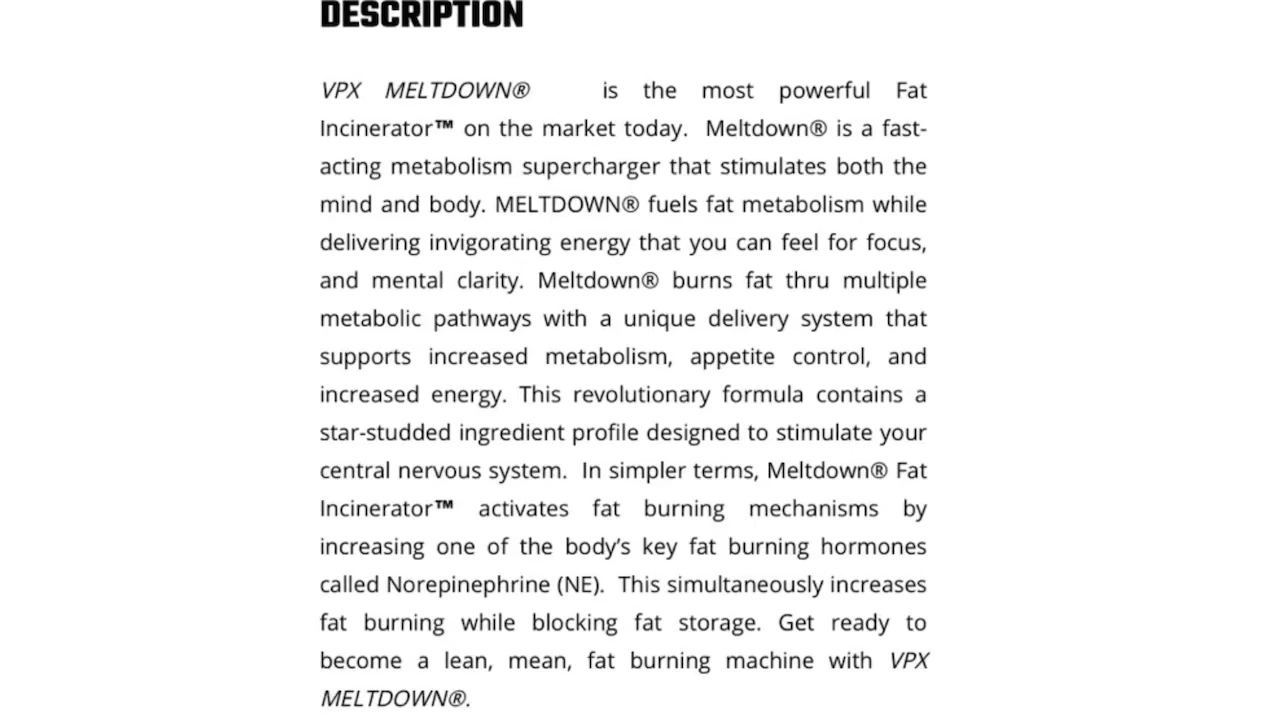 DESCRIPTION
VPX MELTDOWN® is the most powerful Fat
Incinerator™ on the market today. Meltdown® is a fast-
acting metabolism supercharger that stimulates both the
mind and body. MELTDOWN® fuels fat metabolism while
delivering invigorating energy that you can feel for focus,
and mental clarity. Meltdown® burns fat thru multiple
metabolic pathways with a unique delivery system that
supports increased metabolism, appetite control, and
increased energy. This revolutionary formula contains a
star-studded ingredient profile designed to stimulate your
central nervous system. In simpler terms, Meltdown® Fat
Incinerator™ activates fat burning mechanisms by
increasing one of the body’s key fat burning hormones
called Norepinephrine (NE). This simultaneously increases
fat burning while blocking fat storage. Get ready to
become a lean, mean, fat burning machine with VPX
MELTDOWN®.